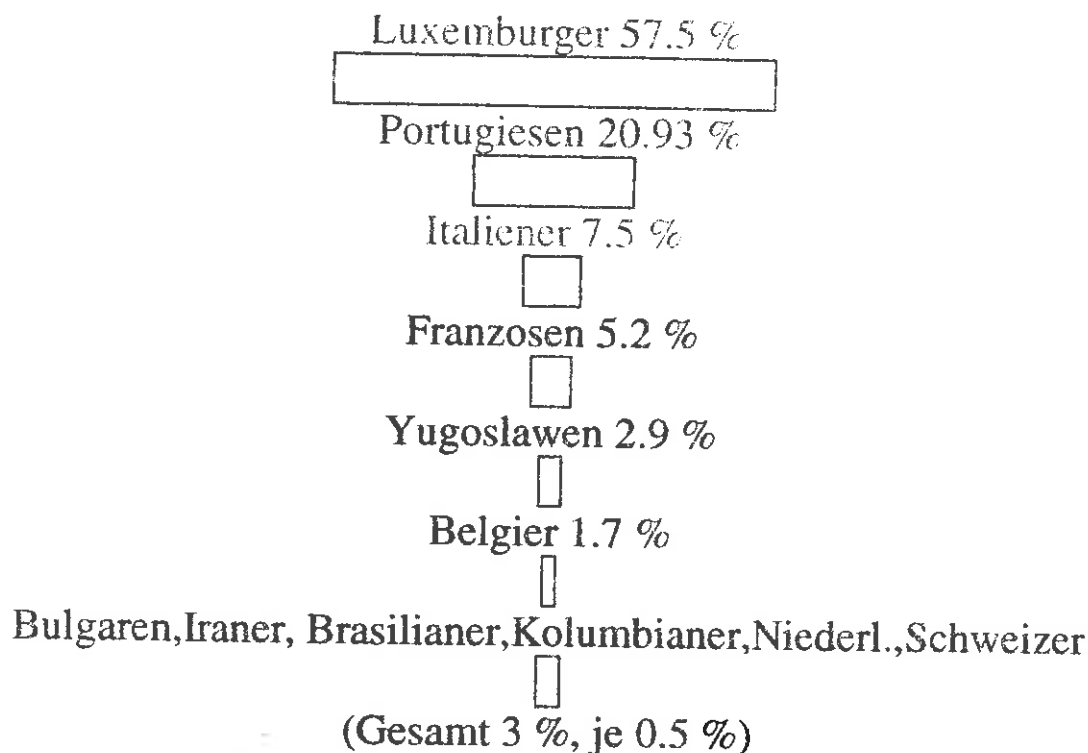 Luxemburger 57.5 %
Portugiesen 20.93 %
Italiener 7.5 %
Franzosen 5.2 %
Yugoslawen 2.9 %
Belgier 1.7 %
Bulgaren,Iraner, Brasilianer,Kolumbianer,Niederl.,Schweizer
(Gesamt 3 %, je 0.5 %)